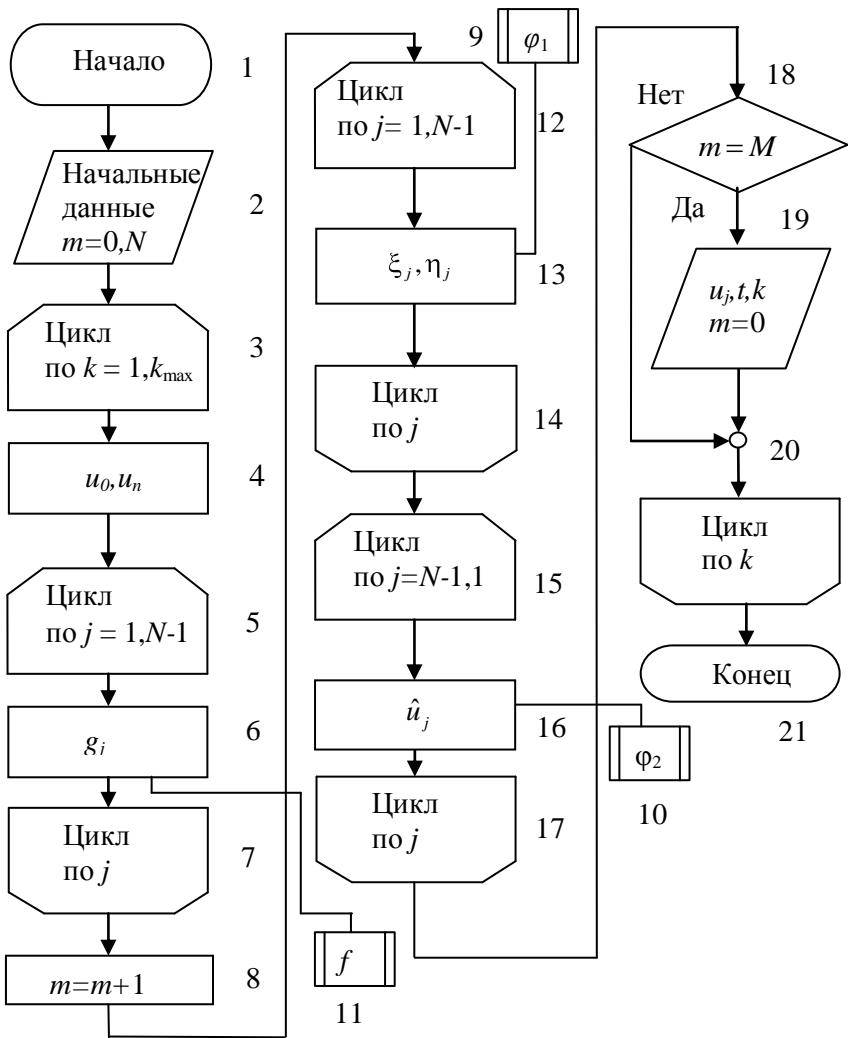 Начало
1
Начальные
данные
m=0,N
2
Цикл
по k = 1,kmax
3
u0,un
4
Цикл
по j = 1,N-1
5
gj
6
Цикл
по j
7
m=m+1
8
9
φ1
Цикл
по j= 1,N-1
12
ξj,ηj
13
Цикл
по j
14
Цикл
по j=N-1,1
15
ûj
16
φ2
10
Цикл
по j
17
f
11
18
Нет
m = M
Да
19
uj,t,k
m=0
20
Цикл
по k
Конец
21